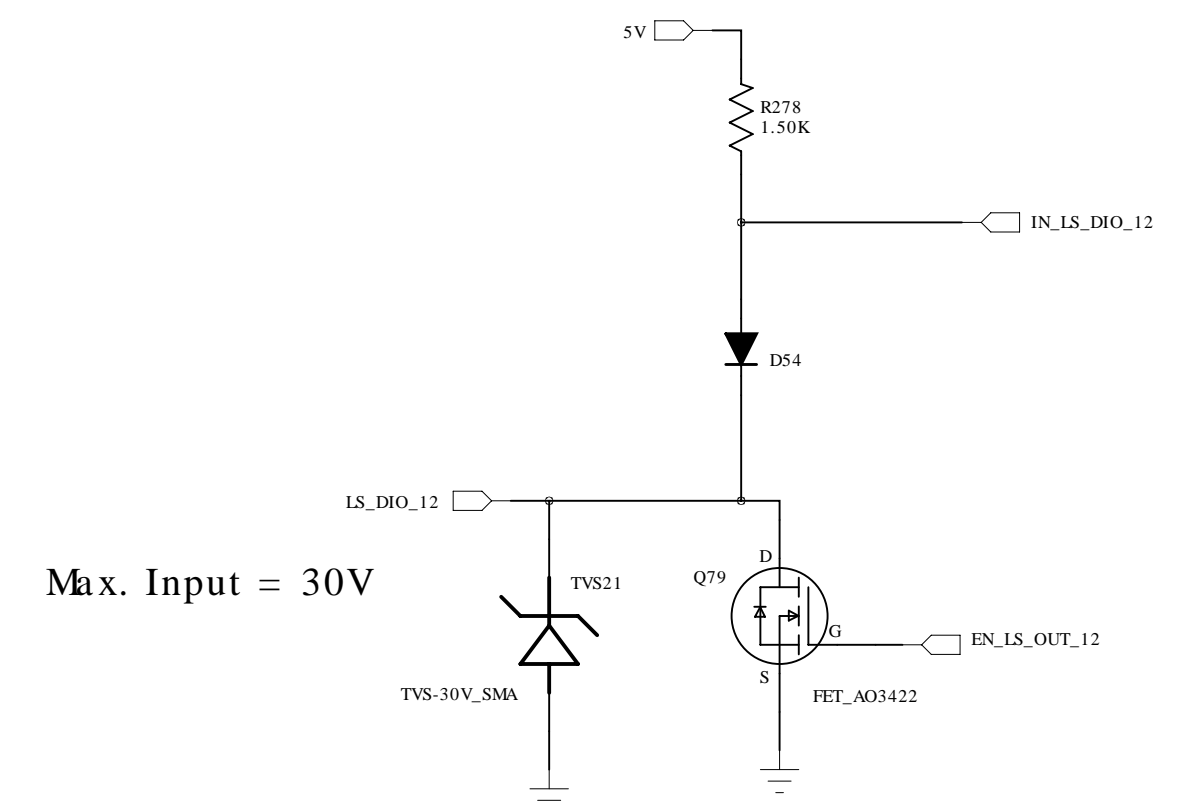 5V
R278
1.50K
IN_LS_DIO_12
D54
LS_DIO_12
D
Q79
TVS21
Max. Input = 30V
G
EN_LS_OUT_12
S
TVS-30V_SMA
FET_AO3422